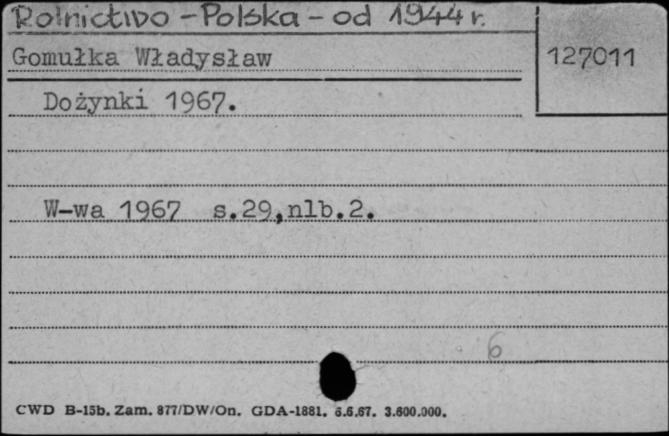 Rolnictwo - Polska - od 1944 r.
Gomułka Władysław
127011
Dożynki 1967.
W-wa 1967 s.29,nlb.2.
6
CWD B-15b. Zam. 877/DW/On. GDA-1881. 6.6.67. 3.600.000.